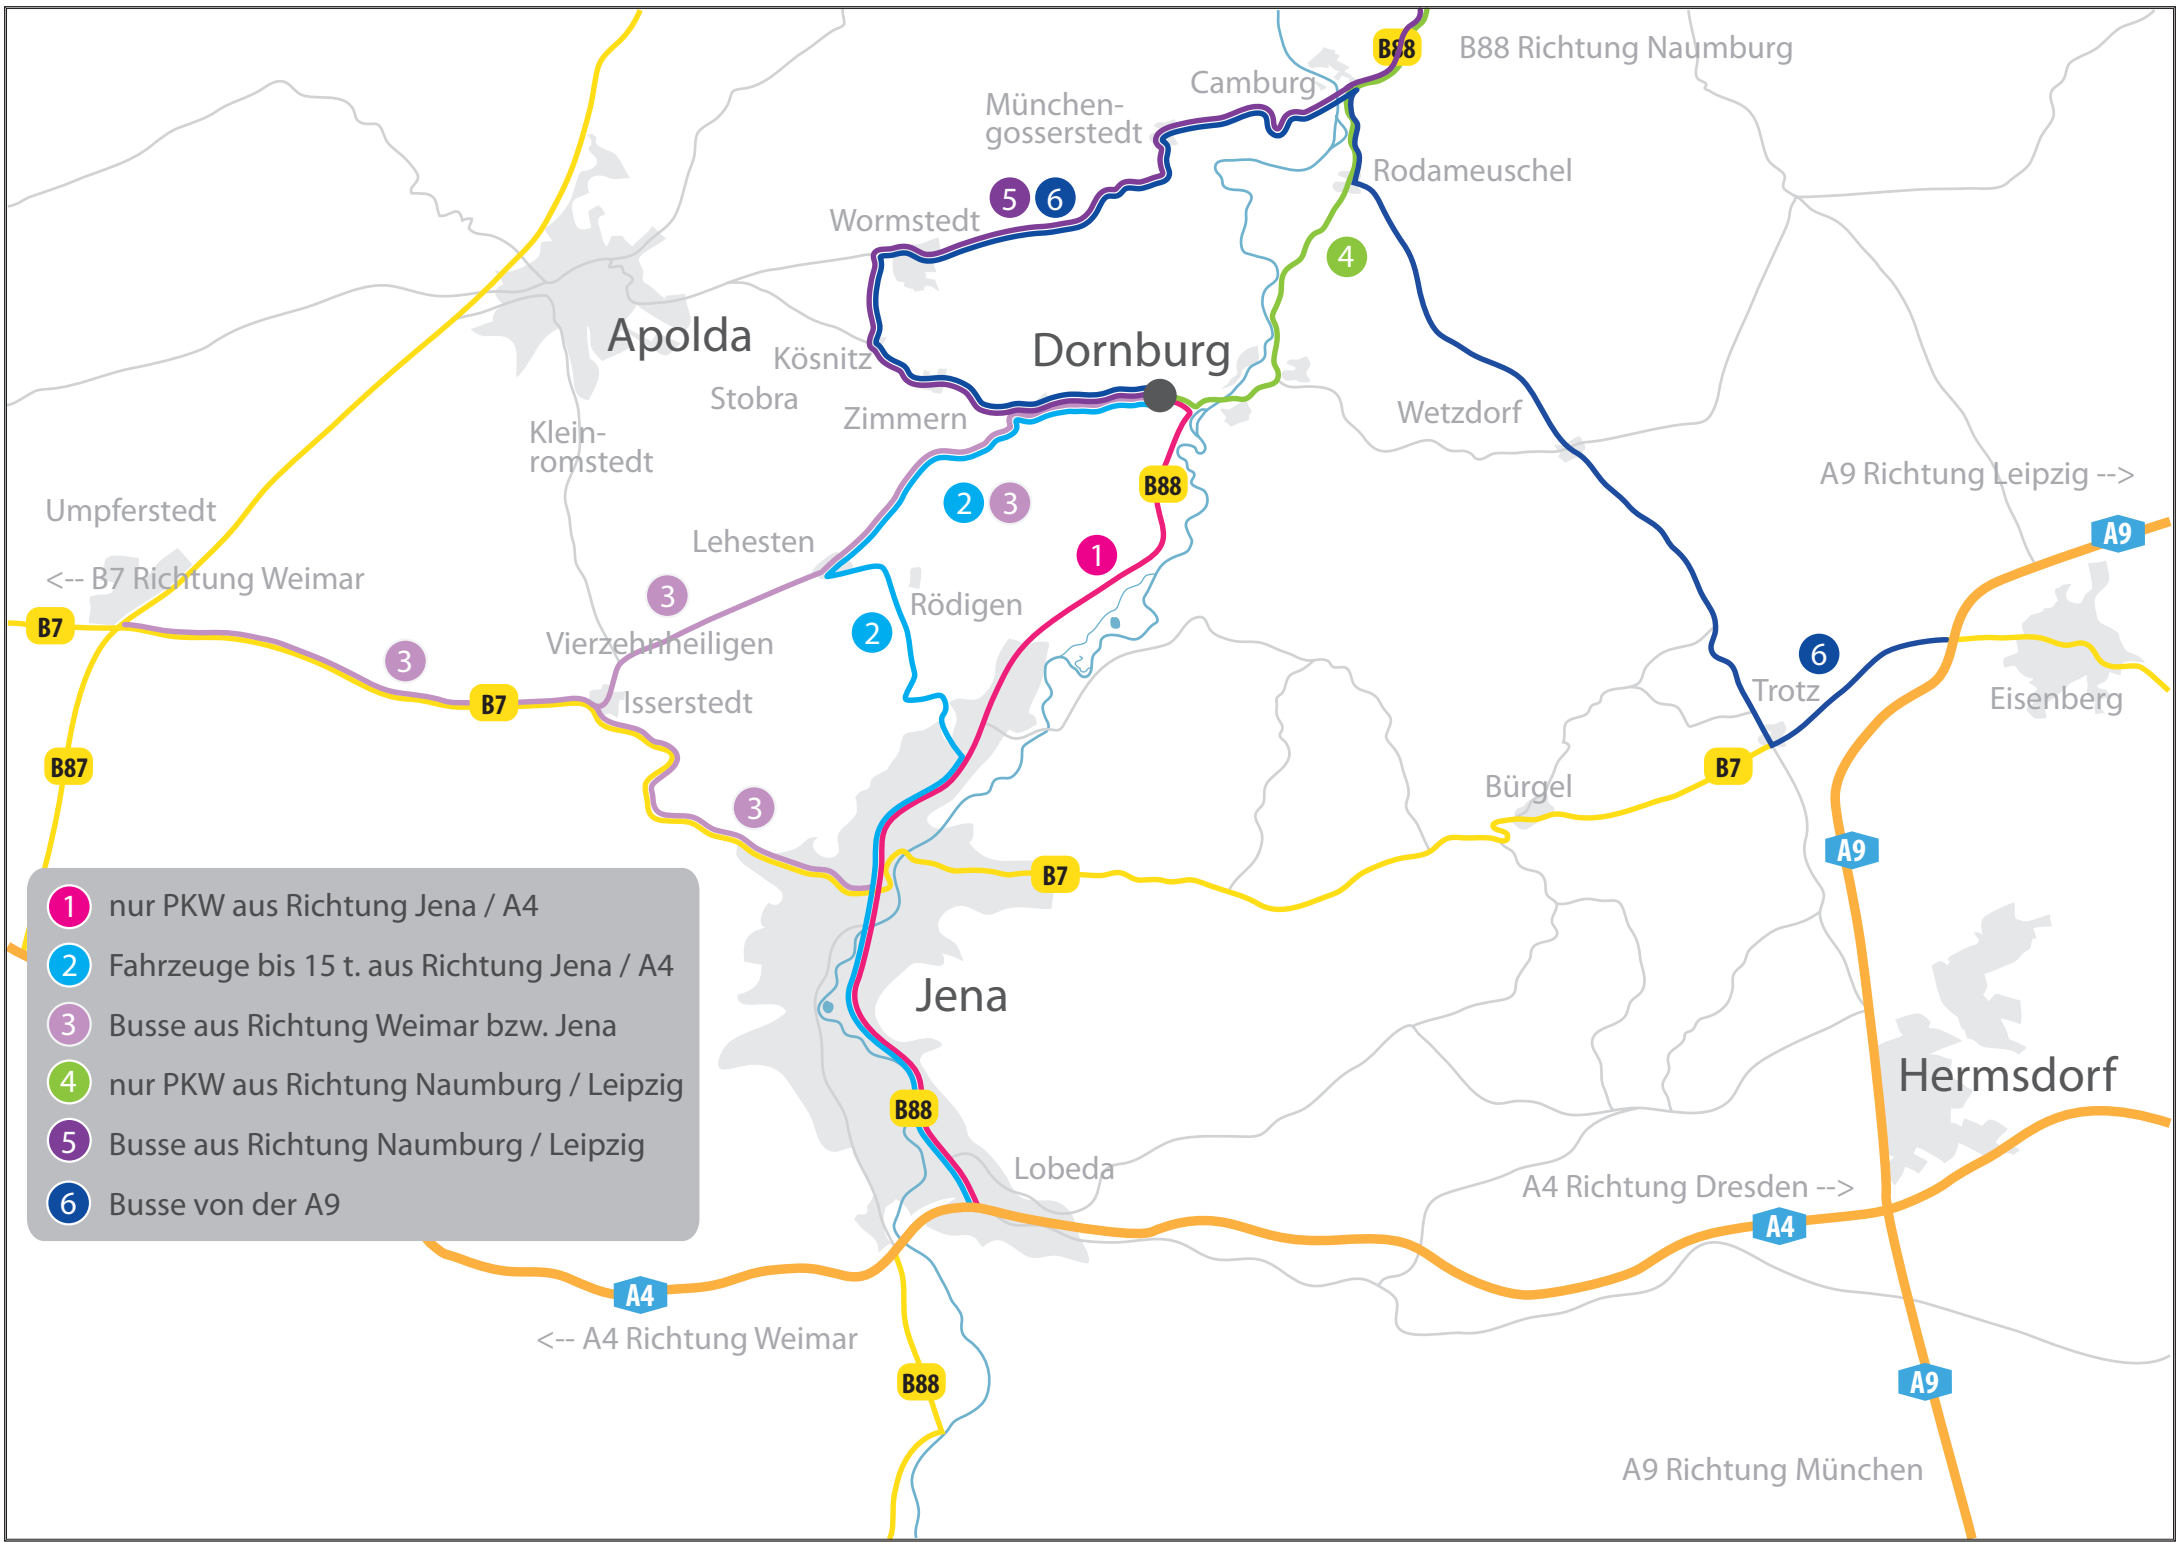 B88
B88 Richtung Naumburg
Camburg
München-
gosserstedt
Rodameuschel
5
6
Wormstedt
4
Apolda
Dornburg
Kösnitz
Stobra
Zimmern
Wetzdorf
Klein-
romstedt
A9 Richtung Leipzig -->
B88
Umpferstedt
2
3
A9
Lehesten
1
<-- B7 Richtung Weimar
3
Rödigen
B7
2
Vierzehnheiligen
3
6
B7
Isserstedt
Trotz
Eisenberg
B87
B7
Bürgel
3
A9
B7
1 nur PKW aus Richtung Jena / A4
2 Fahrzeuge bis 15 t. aus Richtung Jena / A4
3 Busse aus Richtung Weimar bzw. Jena
4 nur PKW aus Richtung Naumburg / Leipzig
5 Busse aus Richtung Naumburg / Leipzig
6 Busse von der A9
Jena
Hermsdorf
B88
Lobeda
A4 Richtung Dresden -->
A4
A4
<-- A4 Richtung Weimar
B88
A9
A9 Richtung München